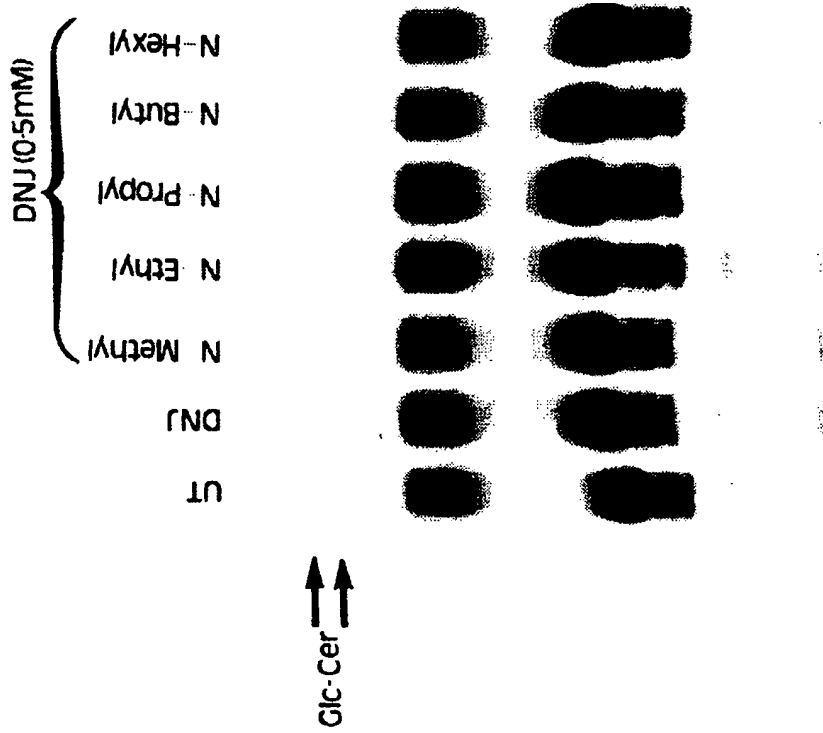 DNJ (0·5mM)
N-Hexyl
N-Butyl
N-Propyl
N-Ethyl
N Methyl
DNJ
UT
Glc-Cer